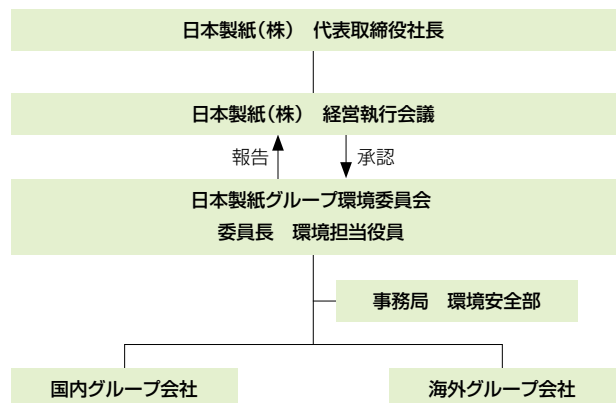 日本製紙（株）　代表取締役社長
日本製紙（株）　経営執行会議
報告　承認
日本製紙グループ環境委員会
委員長　環境担当役員
事務局　環境安全部
国内グループ会社　海外グループ会社